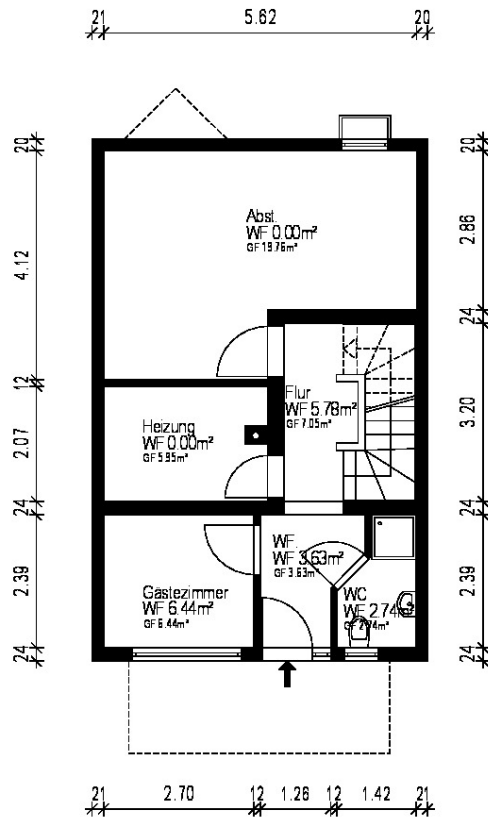 21 5.62 20
20
4.12
12
2.07
24
2.39
24
20
2.86
24
3.20
24
2.39
24
Abst.
WF 0.00m²
GF 19.76m²
Flur
WF 5.78m²
GF 7.05m²
Heizung
WF 0.00m²
GF 5.95m²
WF.
WF 3.63m²
GF 3.63m²
Gästezimmer
WF 6.44m²
GF 6.44m²
WC
WF 2.74m²
GF 2.74m²
21 2.70 12 1.26 12 1.42 21